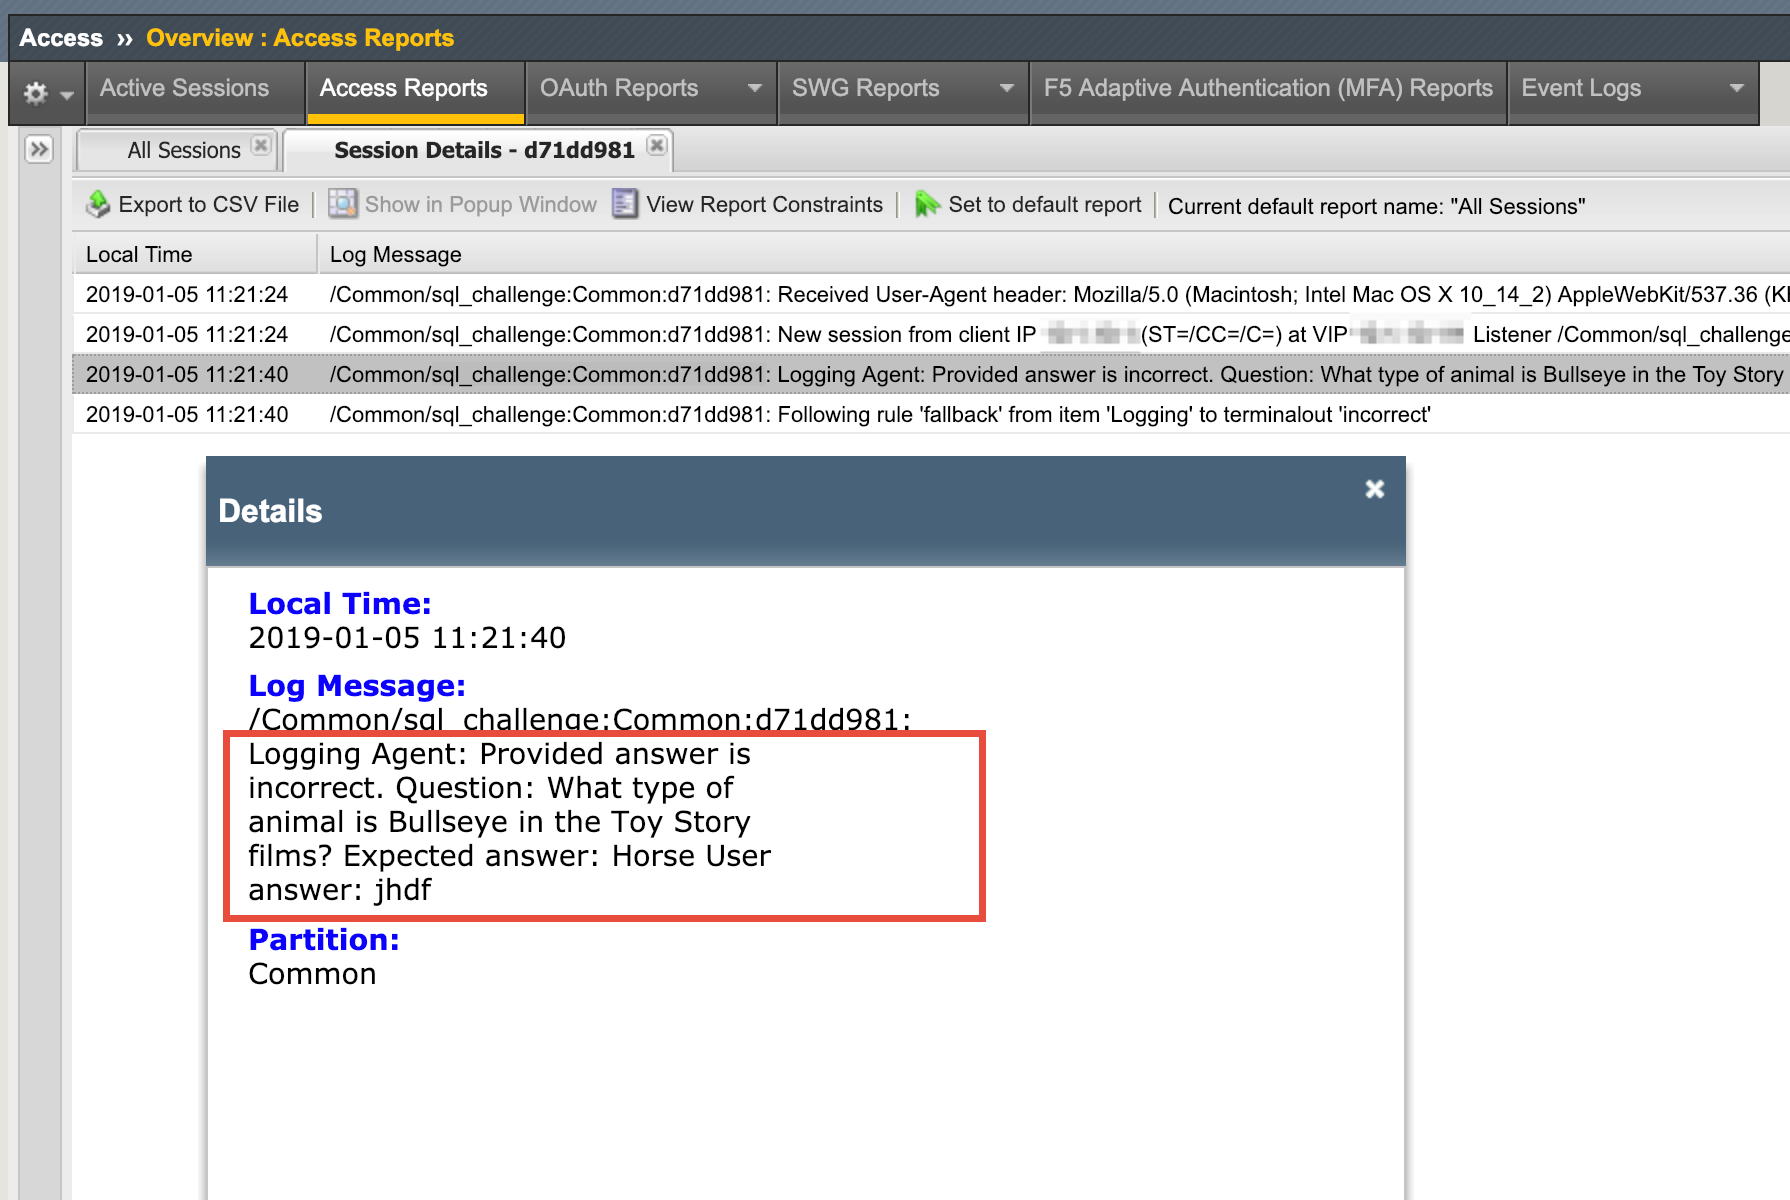 Access ›› Overview : Access Reports
Active Sessions Access Reports OAuth Reports SWG Reports F5 Adaptive Authentication (MFA) Reports Event Logs
All Sessions Session Details - d71dd981
Export to CSV File Show in Popup Window View Report Constraints Set to default report Current default report name: "All Sessions"
Local Time Log Message
2019-01-05 11:21:24 /Common/sql_challenge:Common:d71dd981: Received User-Agent header: Mozilla/5.0 (Macintosh; Intel Mac OS X 10_14_2) AppleWebKit/537.36
2019-01-05 11:21:24 /Common/sql_challenge:Common:d71dd981: New session from client IP (ST=/CC=/C=) at VIP Listener /Common/sql_challenge
2019-01-05 11:21:40 /Common/sql_challenge:Common:d71dd981: Logging Agent: Provided answer is incorrect. Question: What type of animal is Bullseye in the Toy Story
2019-01-05 11:21:40 /Common/sql_challenge:Common:d71dd981: Following rule 'fallback' from item 'Logging' to terminalout 'incorrect'
Details
Local Time:
2019-01-05 11:21:40
Log Message:
/Common/sql_challenge:Common:d71dd981:
Logging Agent: Provided answer is
incorrect. Question: What type of
animal is Bullseye in the Toy Story
films? Expected answer: Horse User
answer: jhdf
Partition:
Common